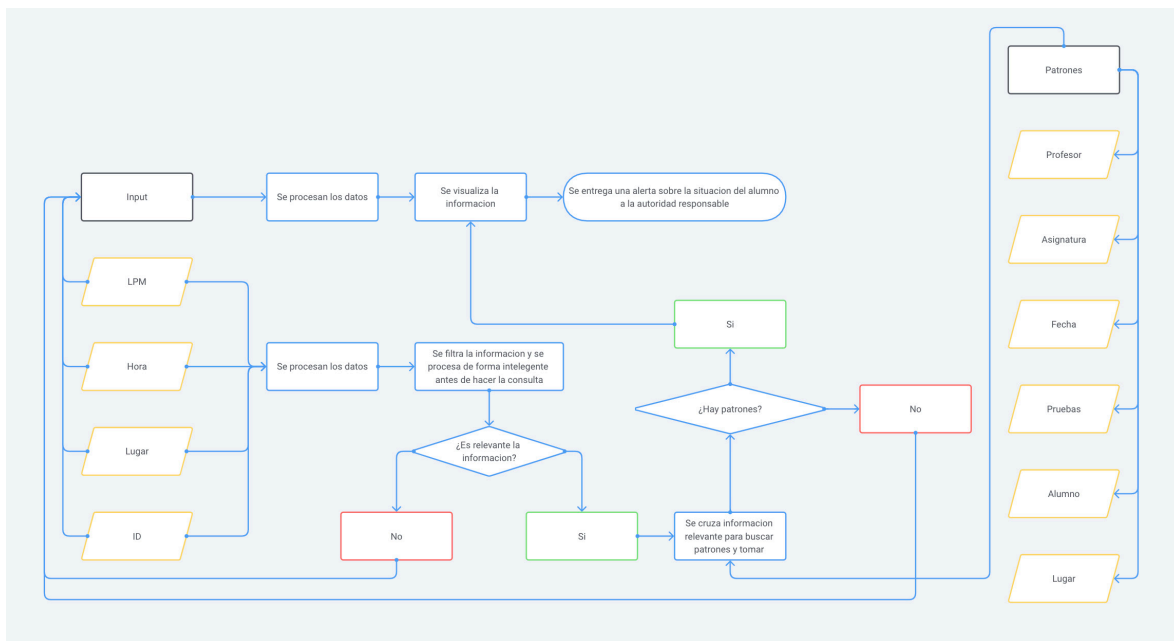 Patrones
Profesor
Input
Se procesan los datos
Se visualiza la
informacion
Se entrega una alerta sobre la situacion del alumno
a la autoridad responsable
Asignatura
LPM
Si
Fecha
Hora
Se procesan los datos
Se filtra la informacion y se
procesa de forma intelegente
antes de hacer la consulta
¿Hay patrones?
No
Pruebas
Lugar
¿Es relevante la
informacion?
Alumno
ID
No
Si
Se cruza informacion
relevante para buscar
patrones y tomar
Lugar